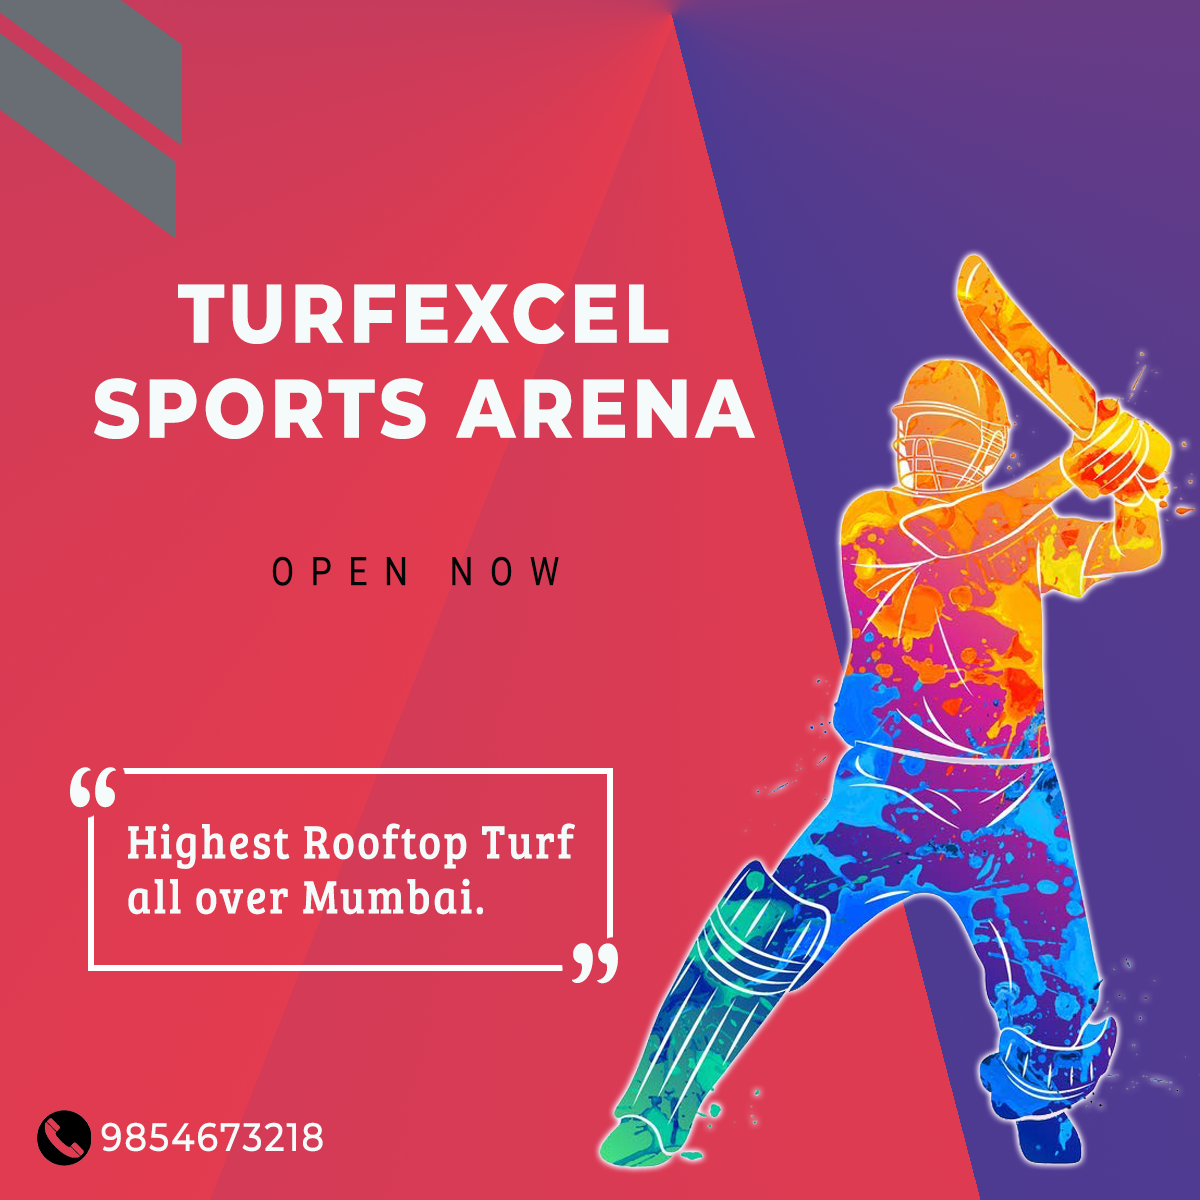 TURFEXCEL
SPORTS ARENA
OPEN NOW
“Highest Rooftop Turf
all over Mumbai.”
9854673218